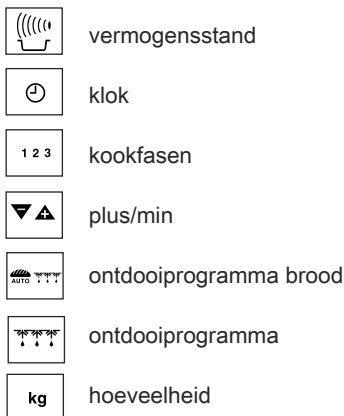 vermogensstand
klok
1 2 3 kookfasen
plus/min
AUTO ontdooiprogramma brood
ontdooiprogramma
kg hoeveelheid